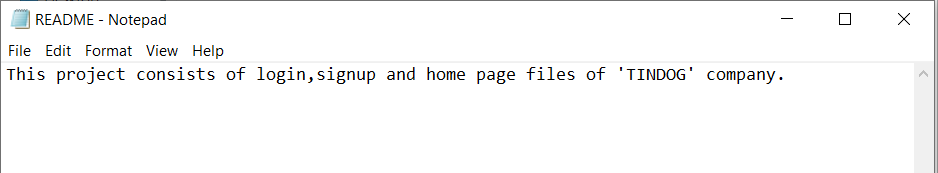 README - Notepad
File Edit Format View Help
This project consists of login,signup and home page files of 'TINDOG' company.